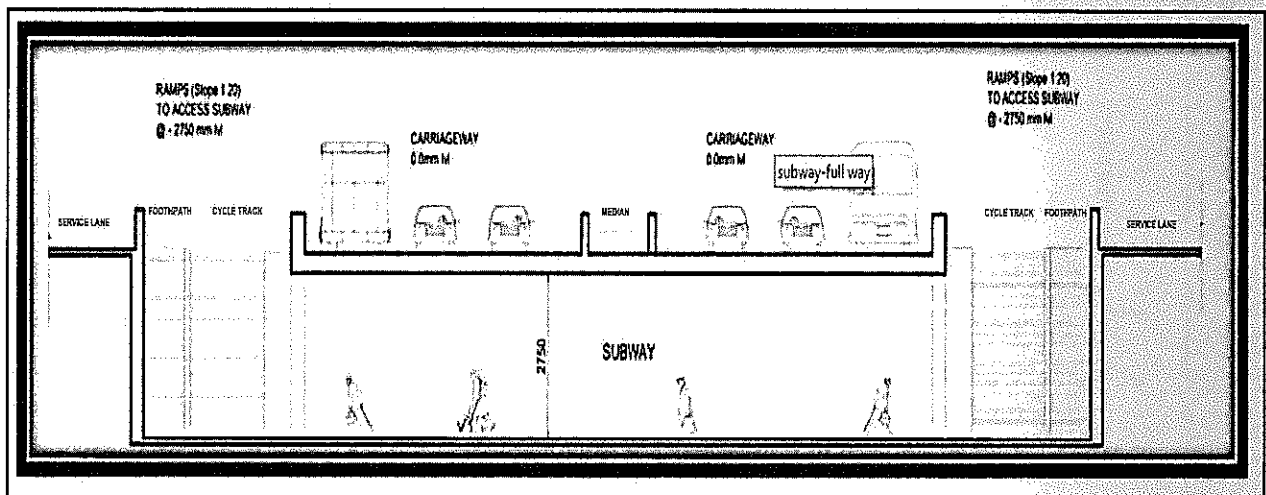 RAMPS (Slope 1 20)
TO ACCESS SUBWAY
@ - 2750 mm M
RAMPS (Slope 1 20)
TO ACCESS SUBWAY
@ - 2750 mm M
CARRIAGEWAY
0.0mm M
CARRIAGEWAY
0.0mm M
subway-full way
SERVICE LANE
FOOTHPATH
CYCLE TRACK
MEDIAN
CYCLE TRACK
FOOTHPATH
SERVICE LANE
2750
SUBWAY